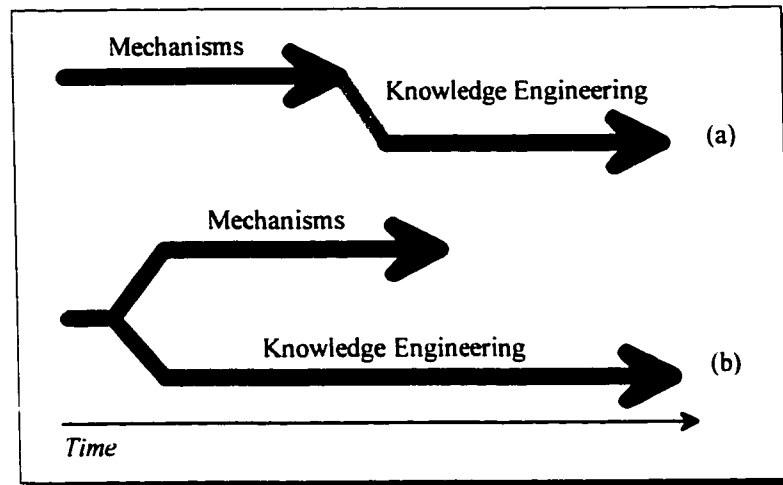 Mechanisms
Knowledge Engineering
(a)
Mechanisms
Knowledge Engineering
(b)
Time